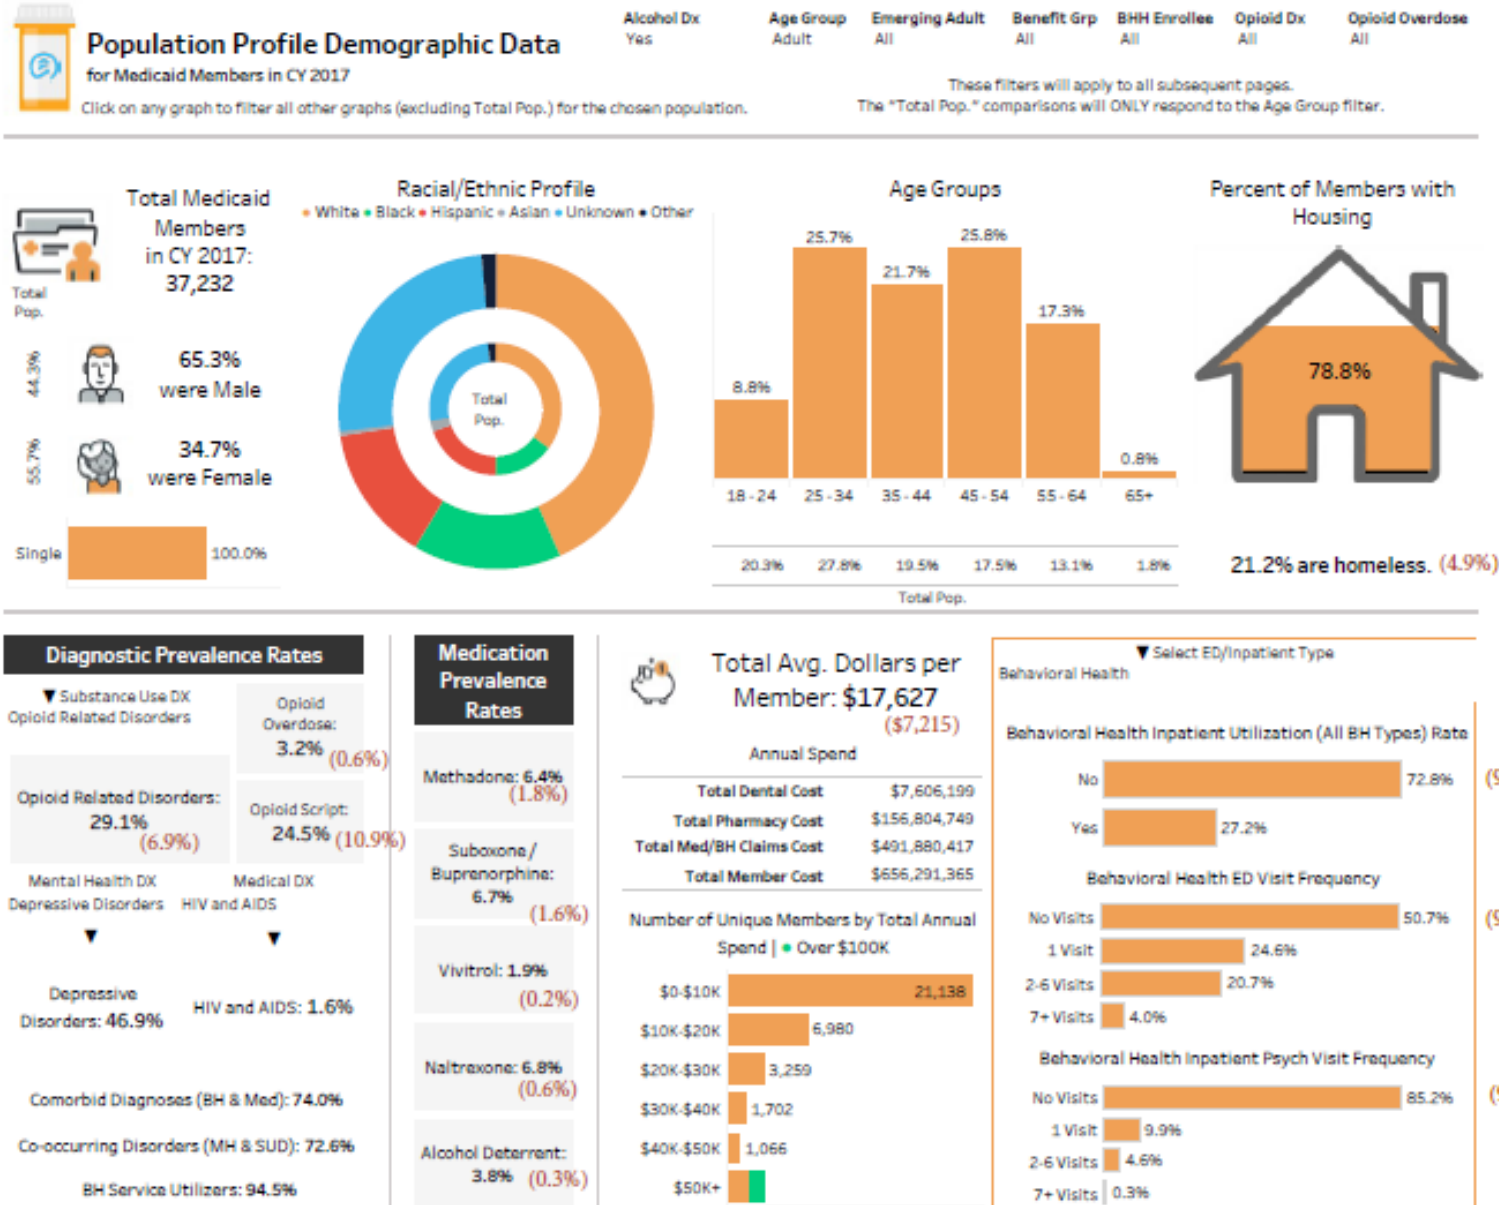 Population Profile Demographic Data
for Medicaid Members in CY 2017
Click on any graph to filter all other graphs (excluding Total Pop.) for the chosen population.
Alcohol Dx Age Group Emerging Adult Benefit Grp BHH Enrollee Opioid Dx Opioid Overdose
Yes Adult All All All All All
These filters will apply to all subsequent pages.
The "Total Pop." comparisons will ONLY respond to the Age Group filter.
Total Medicaid
Members
in CY 2017:
37,232
Total
Pop.
44.3%
65.3%
were Male
55.7%
34.7%
were Female
Single 100.0%
Racial/Ethnic Profile
White Black Hispanic Asian Unknown Other
Total
Pop.
Age Groups
8.8% 25.7% 21.7% 25.8% 17.3% 0.8%
18 - 24 25 - 34 35 - 44 45 - 54 55 - 64 65+
20.3% 27.8% 19.5% 17.5% 13.1% 1.8%
Total Pop.
Percent of Members with
Housing
78.8%
21.2% are homeless. (4.9%)
Diagnostic Prevalence Rates
▼ Substance Use DX
Opioid Related Disorders
Opioid
Overdose:
3.2% (0.6%)
Opioid Related Disorders:
29.1%
(6.9%)
Opioid Script:
24.5% (10.9%)
Mental Health DX Medical DX
Depressive Disorders HIV and AIDS
▼ ▼
Depressive
Disorders: 46.9%
HIV and AIDS: 1.6%
Comorbid Diagnoses (BH & Med): 74.0%
Co-occurring Disorders (MH & SUD): 72.6%
BH Service Utilizers: 94.5%
Medication
Prevalence
Rates
Methadone: 6.4%
(1.8%)
Suboxone/
Buprenorphine:
6.7%
(1.6%)
Vivitrol: 1.9%
(0.2%)
Naltrexone: 6.8%
(0.6%)
Alcohol Deterrent:
3.8% (0.3%)
Total Avg. Dollars per
Member: $17,627
($7,215)
Annual Spend
Total Dental Cost $7,606,199
Total Pharmacy Cost $156,804,749
Total Med/BH Claims Cost $491,880,417
Total Member Cost $656,291,365
Number of Unique Members by Total Annual
Spend | ● Over $100K
$0-$10K 21,138
$10K-$20K 6,980
$20K-$30K 3,259
$30K-$40K 1,702
$40K-$50K 1,066
$50K+
▼ Select ED/Inpatient Type
Behavioral Health
Behavioral Health Inpatient Utilization (All BH Types) Rate
No 72.8%
Yes 27.2%
Behavioral Health ED Visit Frequency
No Visits 50.7%
1 Visit 24.6%
2-6 Visits 20.7%
7+ Visits 4.0%
Behavioral Health Inpatient Psych Visit Frequency
No Visits 85.2%
1 Visit 9.9%
2-6 Visits 4.6%
7+ Visits 0.3%